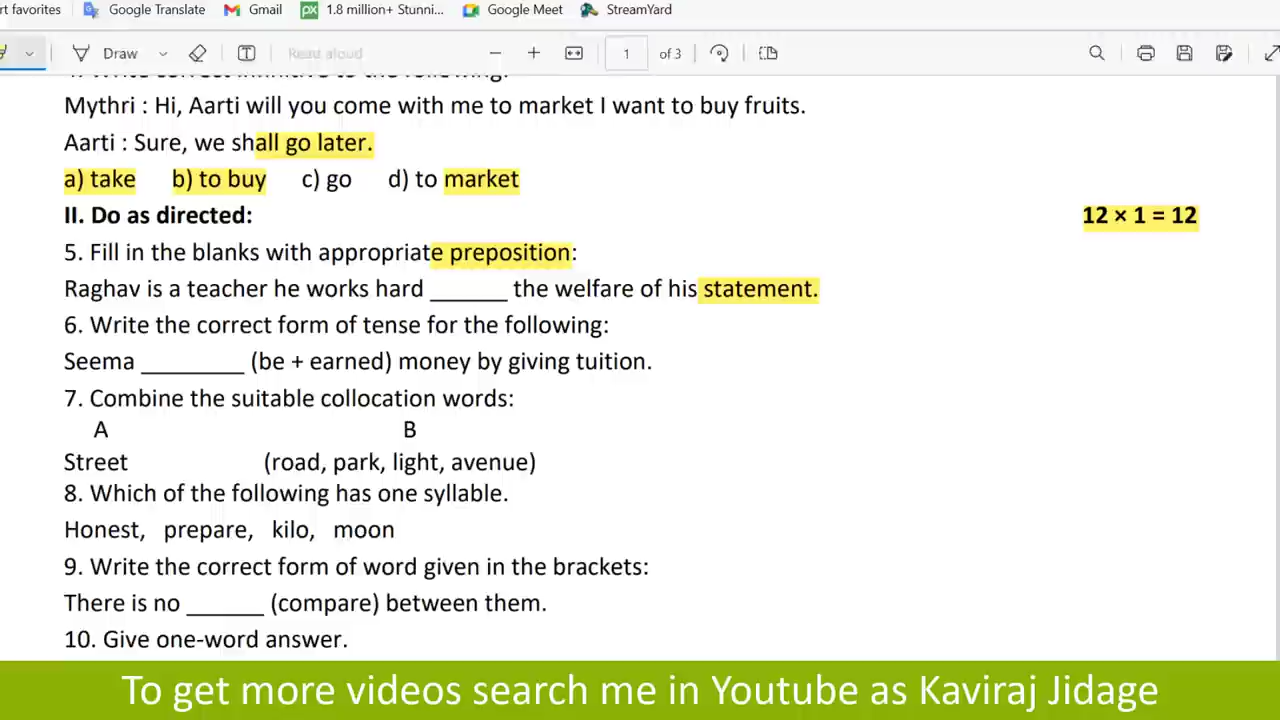 rt favorites Google Translate Gmail 1.8 million+ Stunni... Google Meet StreamYard
Draw Read aloud 1 of 3
Mythri : Hi, Aarti will you come with me to market I want to buy fruits.
Aarti : Sure, we shall go later.
a) take b) to buy c) go d) to market
II. Do as directed: 12 × 1 = 12
5. Fill in the blanks with appropriate preposition:
Raghav is a teacher he works hard ______ the welfare of his statement.
6. Write the correct form of tense for the following:
Seema ________ (be + earned) money by giving tuition.
7. Combine the suitable collocation words:
A B
Street (road, park, light, avenue)
8. Which of the following has one syllable.
Honest, prepare, kilo, moon
9. Write the correct form of word given in the brackets:
There is no ______ (compare) between them.
10. Give one-word answer.
To get more videos search me in Youtube as Kaviraj Jidage